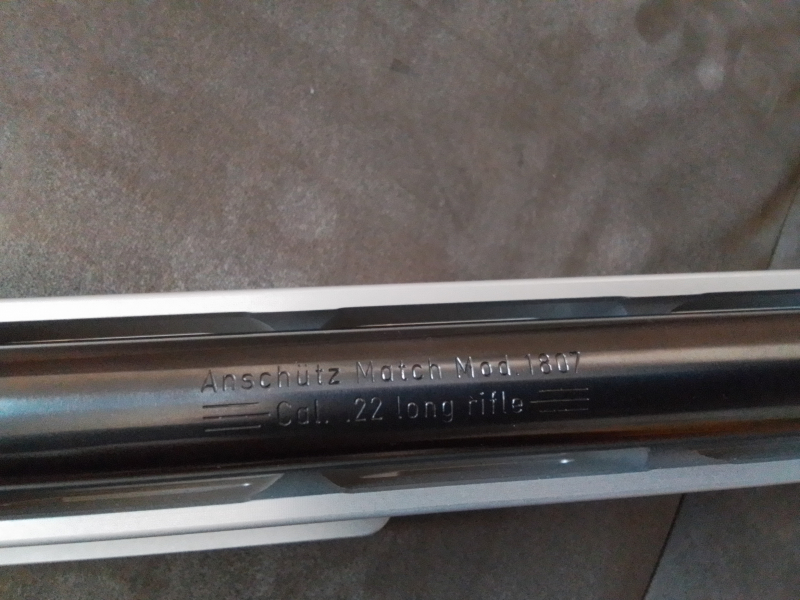 Anschütz Match Mod. 1807
Cal. .22 long rifle